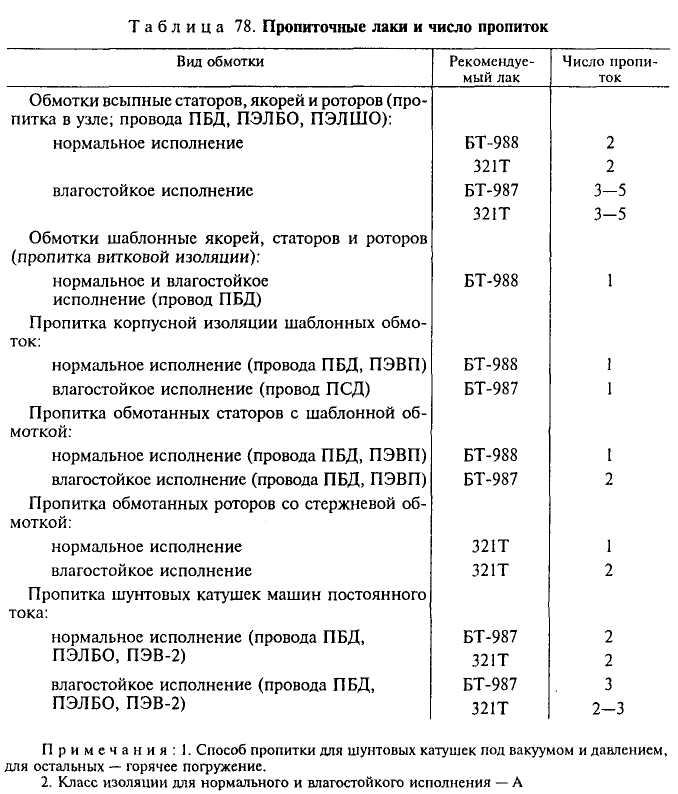 Таблица 78. Пропиточные лаки и число пропиток
Вид обмотки Рекомендуе- Число пропи-
мый лак ток
Обмотки всыпные статоров, якорей и роторов (про-
питка в узле; провода ПБД, ПЭЛБО, ПЭЛШО):
нормальное исполнение БТ-988 2
321Т 2
влагостойкое исполнение БТ-987 3—5
321Т 3—5
Обмотки шаблонные якорей, статоров и роторов
(пропитка витковой изоляции):
нормальное и влагостойкое БТ-988 1
исполнение (провод ПБД)
Пропитка корпусной изоляции шаблонных обмо-
ток:
нормальное исполнение (провода ПБД, ПЭВП) БТ-988 1
влагостойкое исполнение (провод ПСД) БТ-987 1
Пропитка обмотанных статоров с шаблонной об-
моткой:
нормальное исполнение (провода ПБД, ПЭВП) БТ-988 1
влагостойкое исполнение (провода ПБД, ПЭВП) БТ-987 2
Пропитка обмотанных роторов со стержневой об-
моткой:
нормальное исполнение 321Т 1
влагостойкое исполнение 321Т 2
Пропитка шунтовых катушек машин постоянного
тока:
нормальное исполнение (провода ПБД, БТ-987 2
ПЭЛБО, ПЭВ-2) 321Т 2
влагостойкое исполнение (провода ПБД, БТ-987 3
ПЭЛБО, ПЭВ-2) 321Т 2—3
Примечания: 1. Способ пропитки для шунтовых катушек под вакуумом и давлением,
для остальных — горячее погружение.
2. Класс изоляции для нормального и влагостойкого исполнения — А